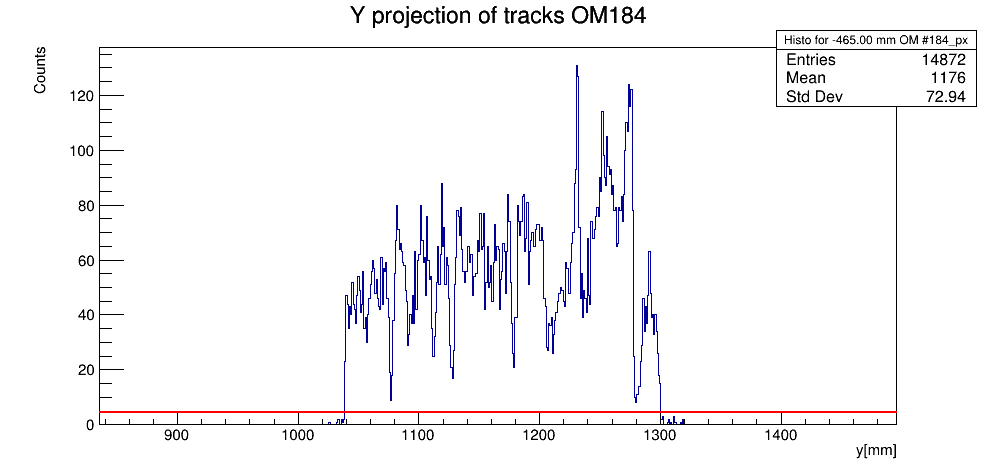 Y projection of tracks OM184
Histo for -465.00 mm OM #184_px
Entries 14872
Mean 1176
Std Dev 72.94
Counts
120
100
80
60
40
20
0
900 1000 1100 1200 1300 1400
y[mm]